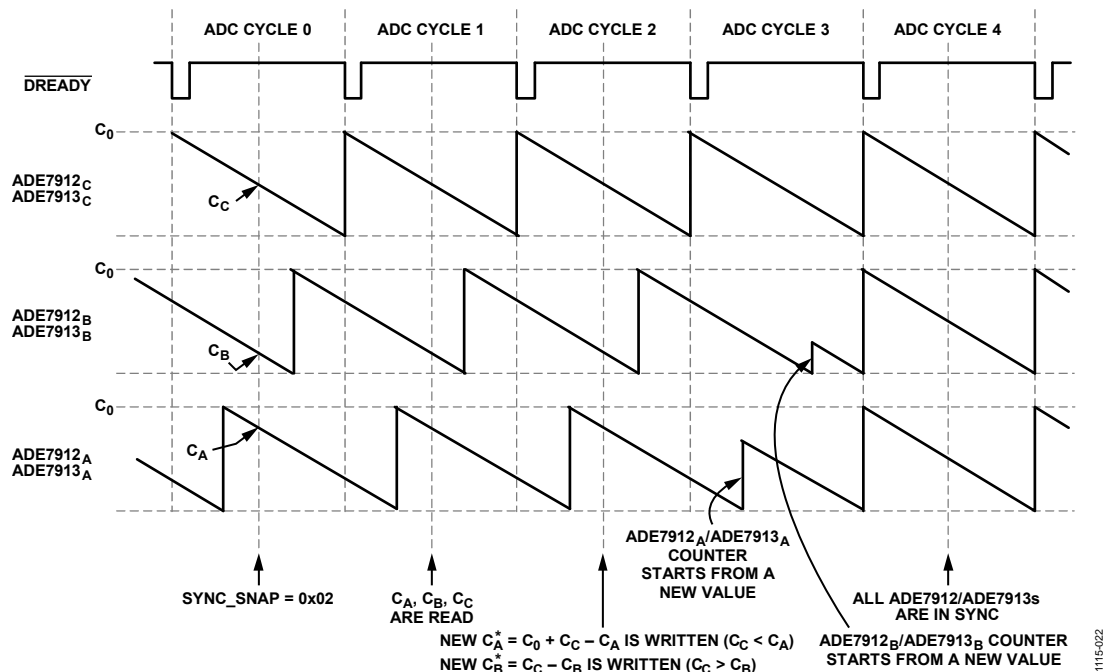 ADC CYCLE 0 ADC CYCLE 1 ADC CYCLE 2 ADC CYCLE 3 ADC CYCLE 4
DREADY
C0
ADE7912C
ADE7913C
CC
C0
ADE7912B
ADE7913B
CB
C0
ADE7912A
ADE7913A
CA
ADE7912A/ADE7913A
COUNTER
STARTS FROM A
NEW VALUE
SYNC_SNAP = 0x02
CA, CB, CC
ARE READ
NEW CA* = C0 + CC – CA IS WRITTEN (CC < CA)
NEW CB* = CC – CB IS WRITTEN (CC > CB)
ALL ADE7912/ADE7913s
ARE IN SYNC
ADE7912B/ADE7913B COUNTER
STARTS FROM A NEW VALUE